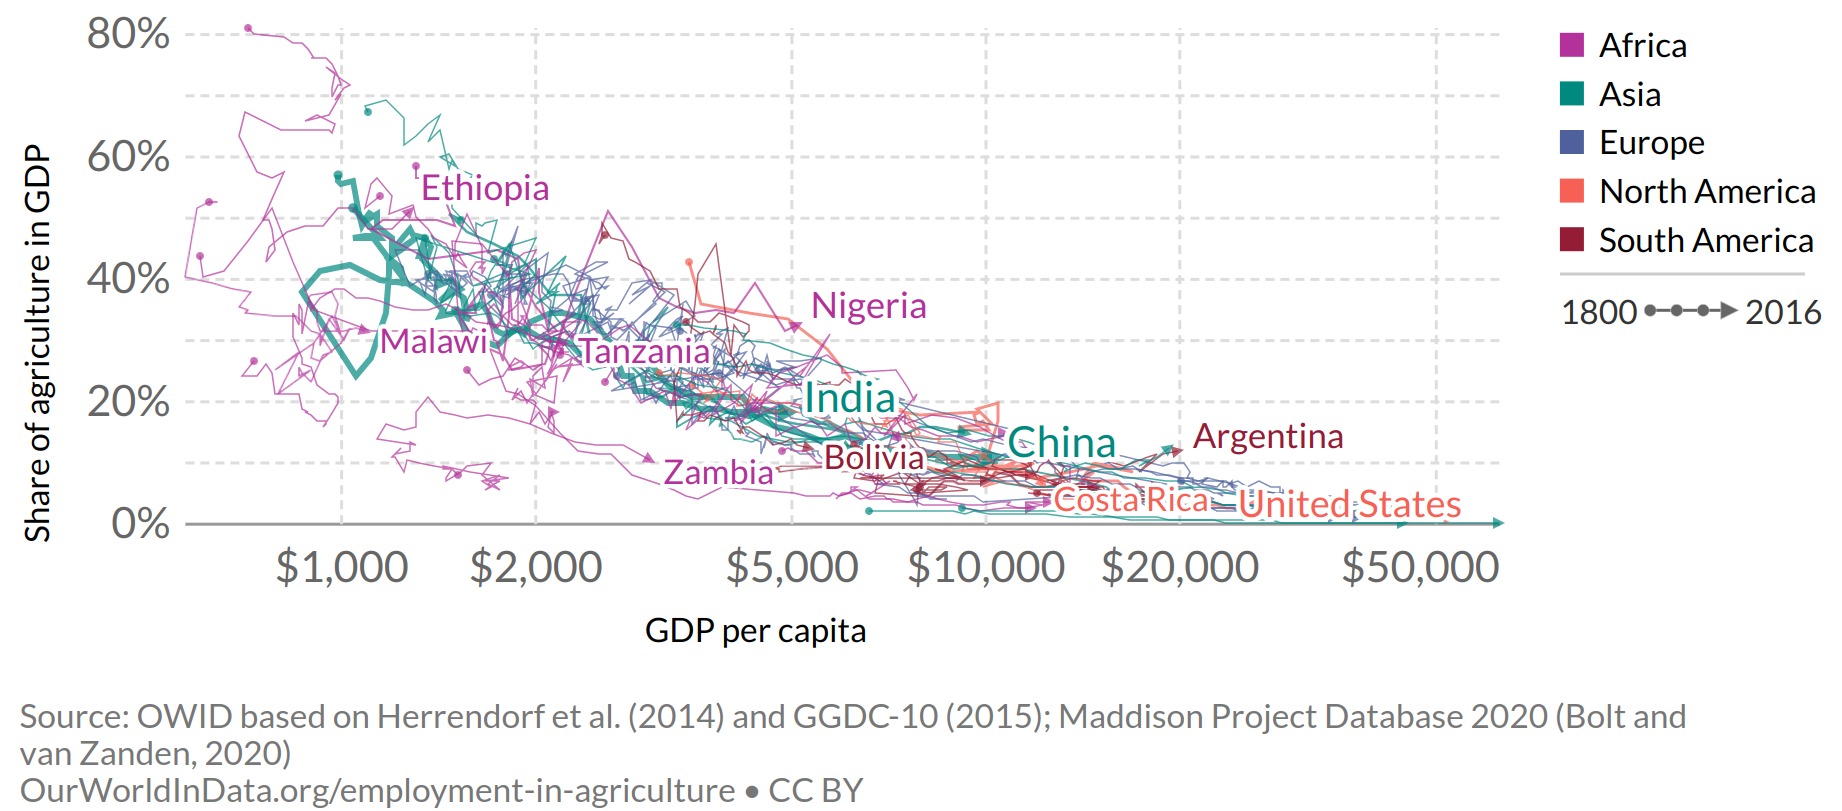 80%
60%
40%
20%
0%
Share of agriculture in GDP
$1,000
$2,000
$5,000
$10,000
$20,000
$50,000
GDP per capita
Ethiopia
Nigeria
Malawi
Tanzania
India
China
Argentina
Bolivia
Zambia
Costa Rica
United States
Africa
Asia
Europe
North America
South America
1800
2016
Source: OWID based on Herrendorf et al. (2014) and GGDC-10 (2015); Maddison Project Database 2020 (Bolt and
van Zanden, 2020)
OurWorldInData.org/employment-in-agriculture • CC BY